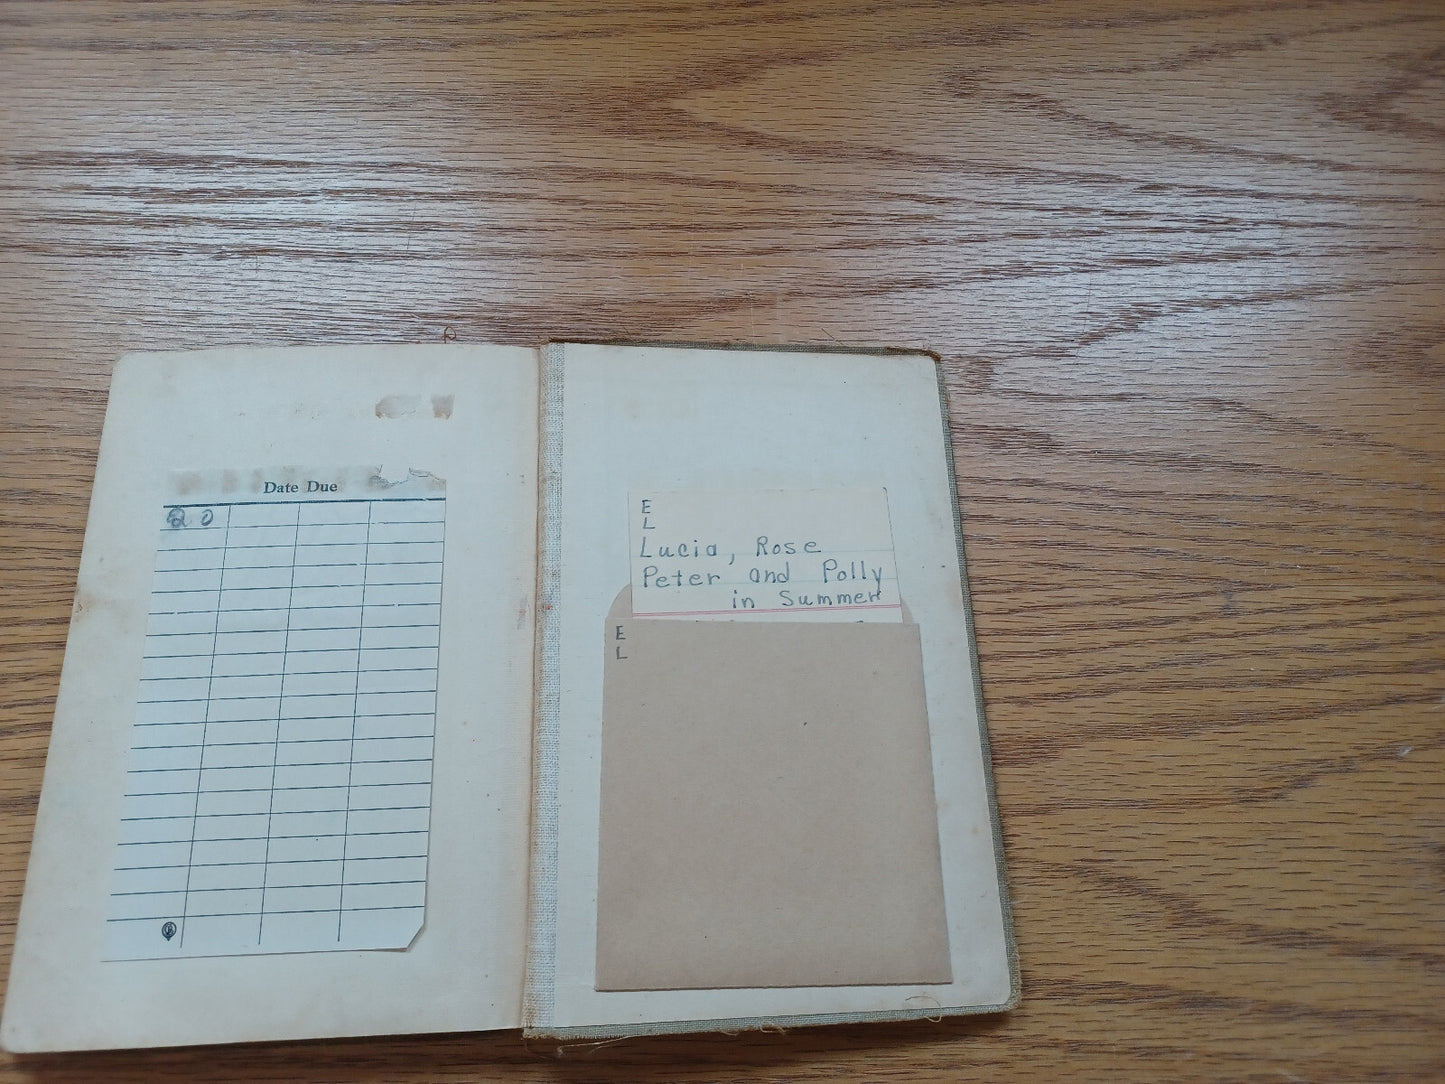 Date Due
20
E
L
Lucia, Rose
Peter and Polly
in Summer
E
L